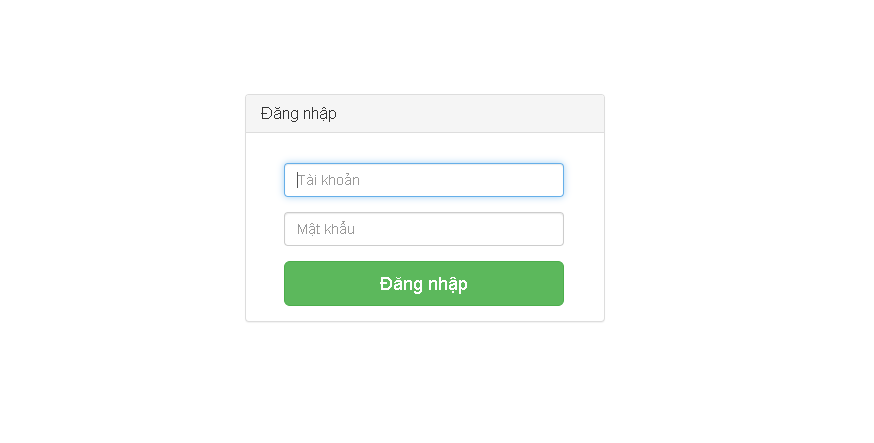 Đăng nhập
Tài khoản
Mật khẩu
Đăng nhập